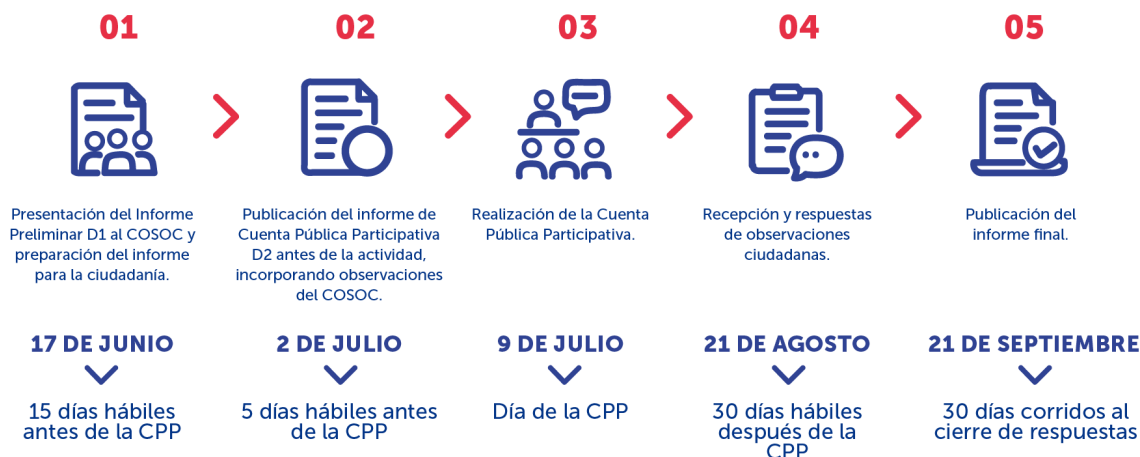 01
02
03
04
05
Presentación del Informe
Preliminar D1 al COSOC y
preparación del informe
para la ciudadanía.
Publicación del informe de
Cuenta Pública Participativa
D2 antes de la actividad,
incorporando observaciones
del COSOC.
Realización de la Cuenta
Pública Participativa.
Recepción y respuestas
de observaciones
ciudadanas.
Publicación del
informe final.
17 DE JUNIO
2 DE JULIO
9 DE JULIO
21 DE AGOSTO
21 DE SEPTIEMBRE
15 días hábiles
antes de la CPP
5 días hábiles antes
de la CPP
Día de la CPP
30 días hábiles
después de la
CPP
30 días corridos al
cierre de respuestas